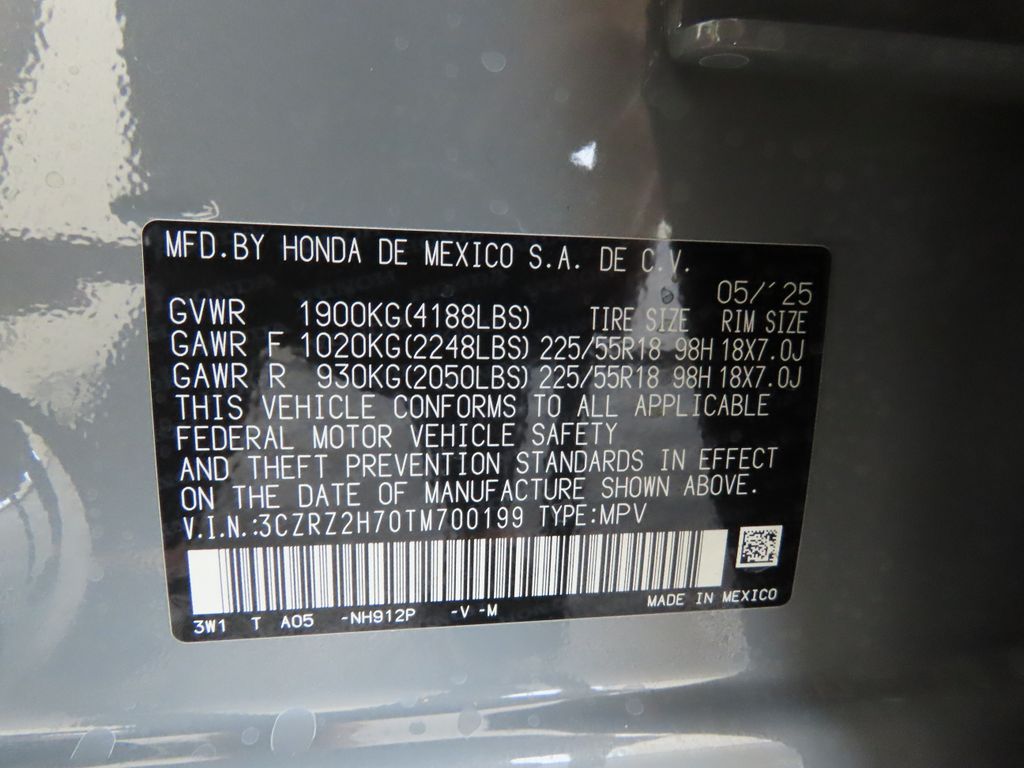 MFD.BY HONDA DE MEXICO S.A. DE C.V.
05/´25
GVWR 1900KG(4188LBS) TIRE SIZE RIM SIZE
GAWR F 1020KG(2248LBS) 225/55R18 98H 18X7.0J
GAWR R 930KG(2050LBS) 225/55R18 98H 18X7.0J
THIS VEHICLE CONFORMS TO ALL APPLICABLE
FEDERAL MOTOR VEHICLE SAFETY
AND THEFT PREVENTION STANDARDS IN EFFECT
ON THE DATE OF MANUFACTURE SHOWN ABOVE.
V.I.N.:3CZRZ2H70TM700199 TYPE:MPV
3W1 T A05 -NH912P -V -M MADE IN MEXICO